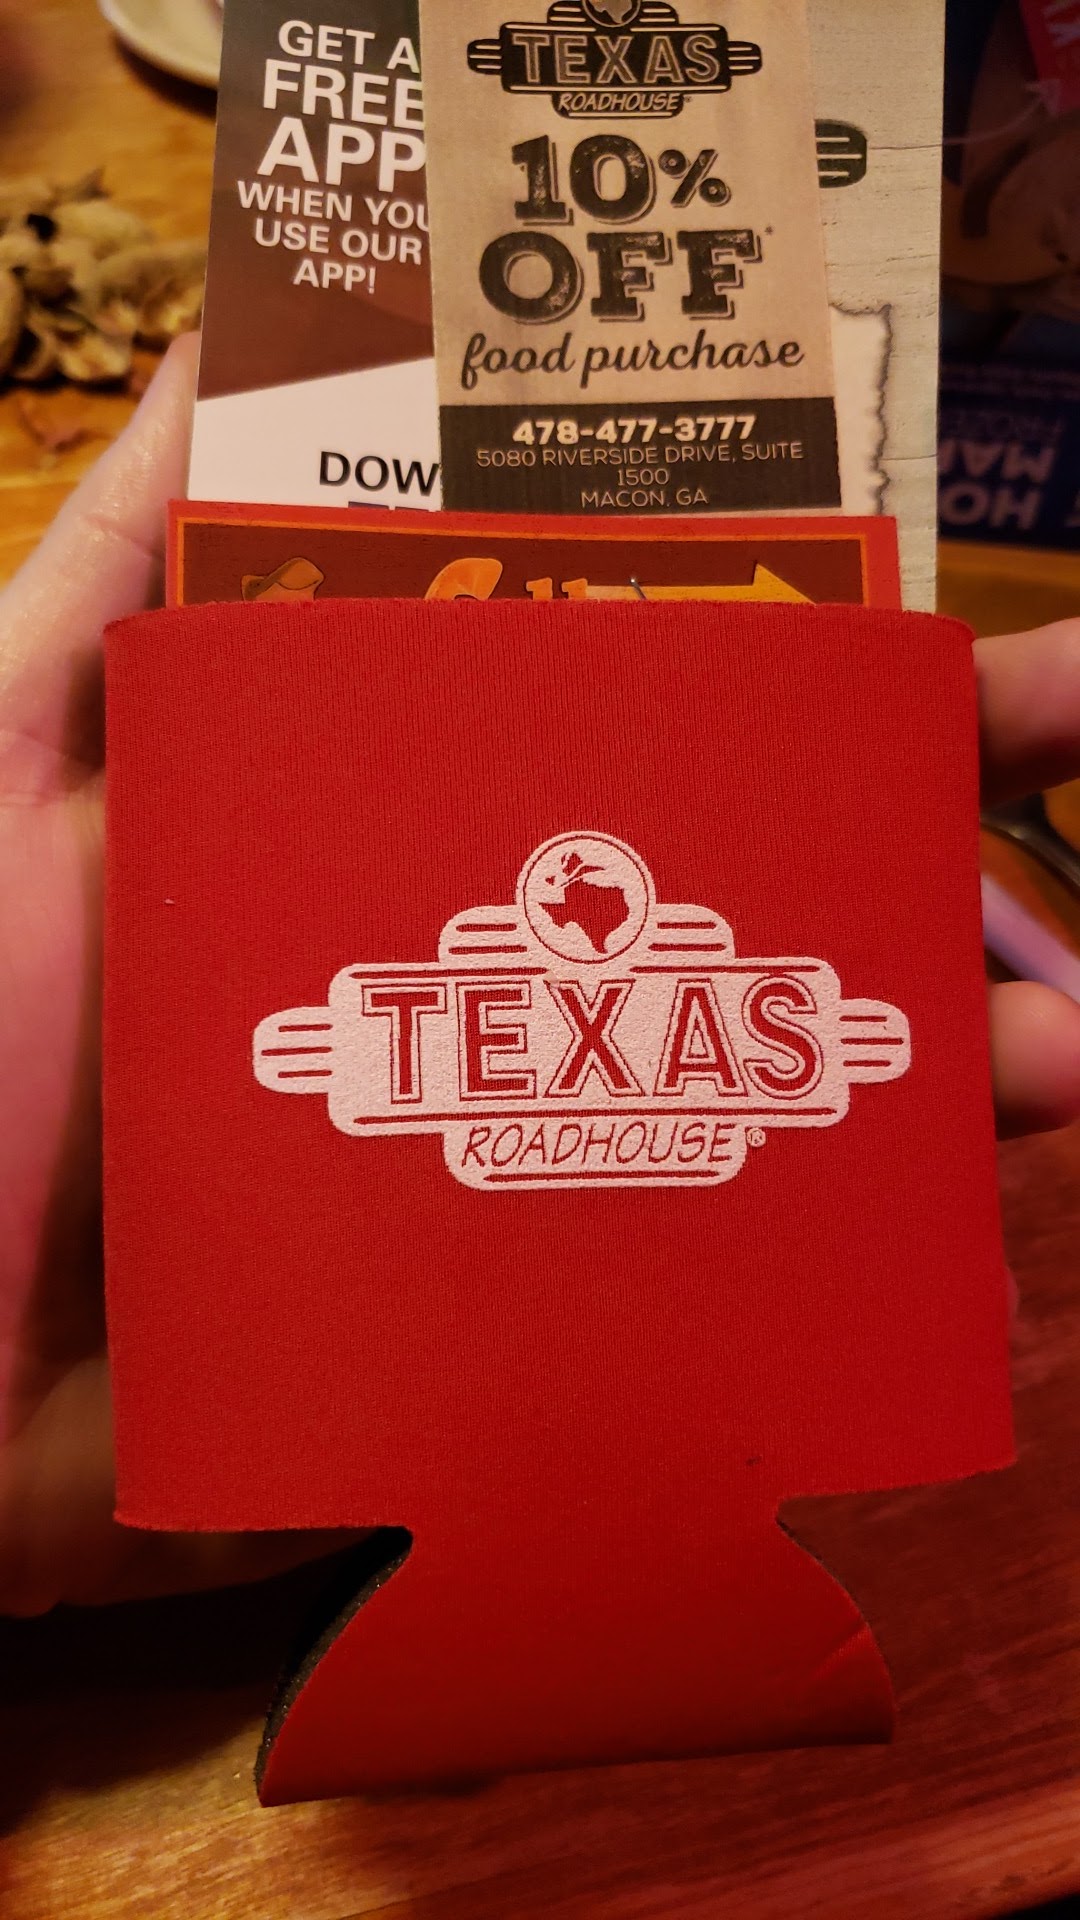 GET A
FREE
APP
WHEN YOU
USE OUR
APP!
DOW
TEXAS
ROADHOUSE
10%
OFF*
food purchase
478-477-3777
5080 RIVERSIDE DRIVE, SUITE
1500
MACON, GA
TEXAS
ROADHOUSE®